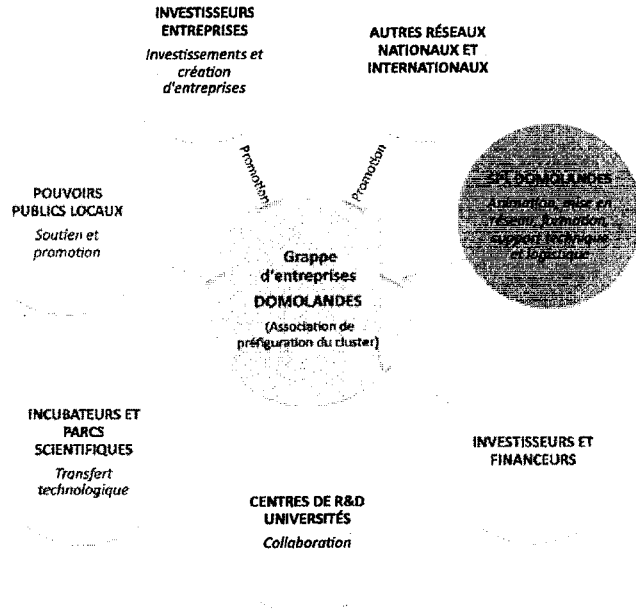 INVESTISSEURS
ENTREPRISES
Investissements et
création
d'entreprises
AUTRES RÉSEAUX
NATIONAUX ET
INTERNATIONAUX
Promotion
Promotion
POUVOIRS
PUBLICS LOCAUX
Soutien et
promotion
SPL DOMOLANDES
Animation, mise en
réseau, formation,
support technique
et logistique
Grappe
d'entreprises
DOMOLANDES
(Association de
préfiguration du cluster)
INCUBATEURS ET
PARCS
SCIENTIFIQUES
Transfert
technologique
INVESTISSEURS ET
FINANCEURS
CENTRES DE R&D
UNIVERSITÉS
Collaboration